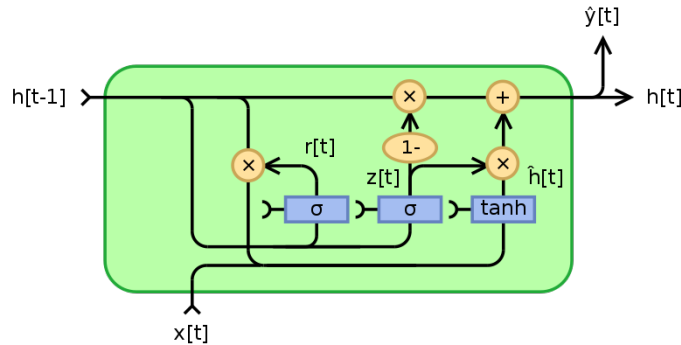 ŷ[t]
h[t-1]
×
+
h[t]
r[t]
1-
×
z[t]
×
ĥ[t]
σ
σ
tanh
x[t]